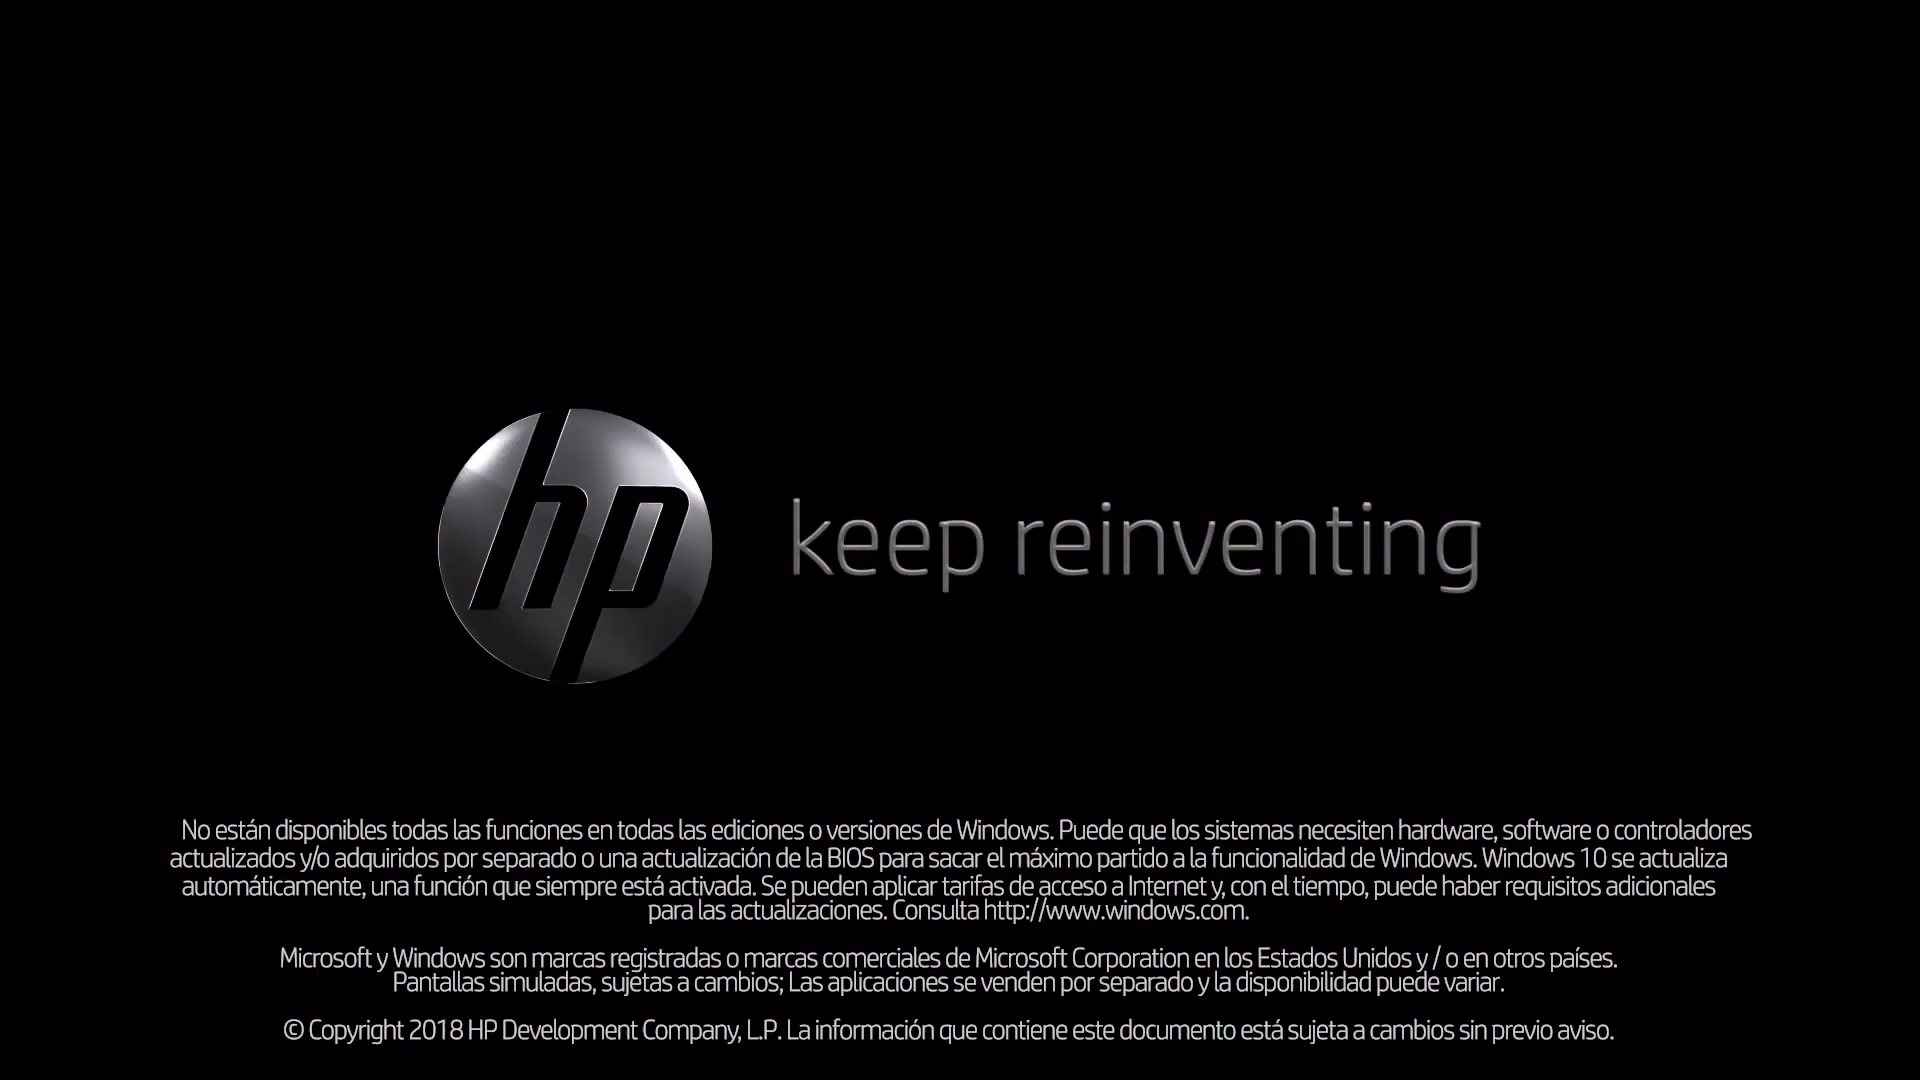 hp
keep reinventing
No están disponibles todas las funciones en todas las ediciones o versiones de Windows. Puede que los sistemas necesiten hardware, software o controladores
actualizados y/o adquiridos por separado o una actualización de la BIOS para sacar el máximo partido a la funcionalidad de Windows. Windows 10 se actualiza
automáticamente, una función que siempre está activada. Se pueden aplicar tarifas de acceso a Internet y, con el tiempo, puede haber requisitos adicionales
para las actualizaciones. Consulta http://www.windows.com.
Microsoft y Windows son marcas registradas o marcas comerciales de Microsoft Corporation en los Estados Unidos y / o en otros países.
Pantallas simuladas, sujetas a cambios; Las aplicaciones se venden por separado y la disponibilidad puede variar.
© Copyright 2018 HP Development Company, L.P. La información que contiene este documento está sujeta a cambios sin previo aviso.